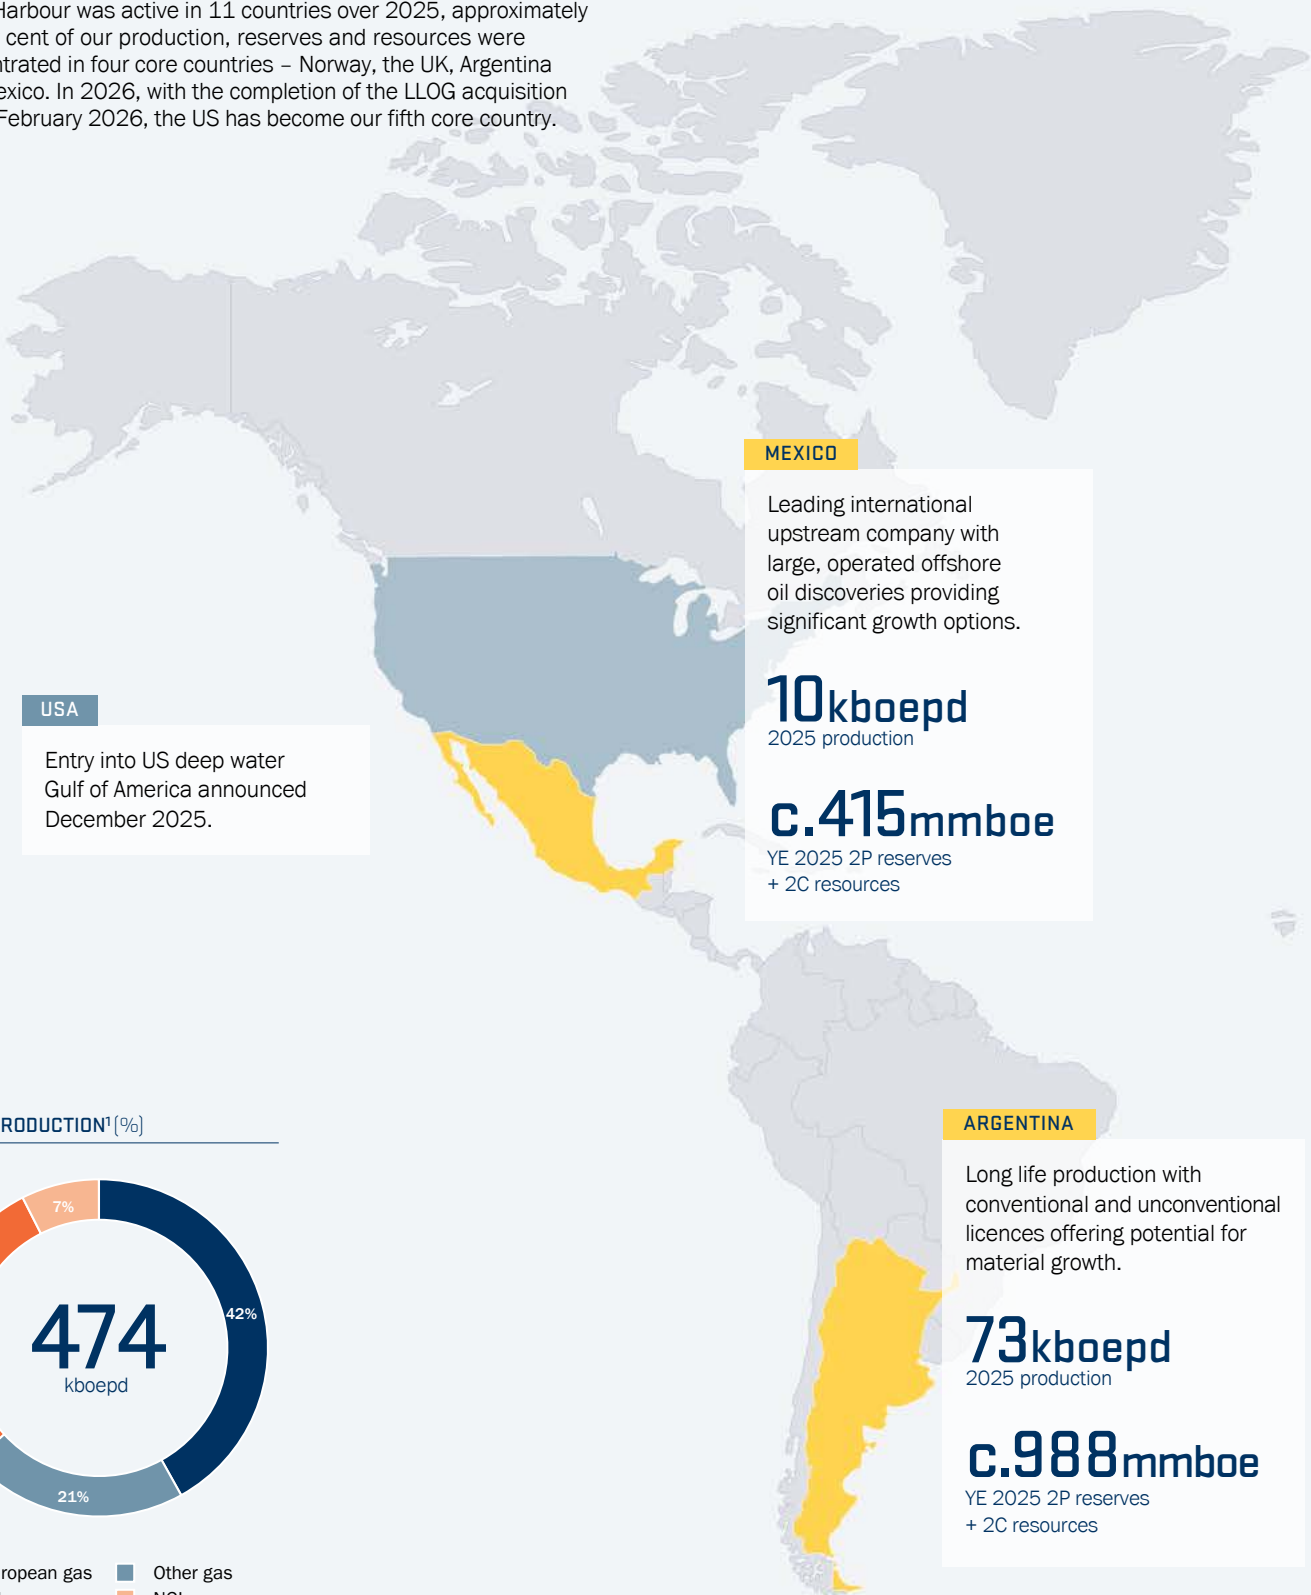 Harbour was active in 11 countries over 2025, approximately
cent of our production, reserves and resources were
ntrated in four core countries – Norway, the UK, Argentina
exico. In 2026, with the completion of the LLOG acquisition
February 2026, the US has become our fifth core country.
MEXICO
Leading international
upstream company with
large, operated offshore
oil discoveries providing
significant growth options.
10kboepd
2025 production
c.415mmboe
YE 2025 2P reserves
+ 2C resources
USA
Entry into US deep water
Gulf of America announced
December 2025.
RODUCTION¹ (%)
7%
42%
474
kboepd
21%
ropean gas
Other gas
ARGENTINA
Long life production with
conventional and unconventional
licences offering potential for
material growth.
73kboepd
2025 production
c.988mmboe
YE 2025 2P reserves
+ 2C resources